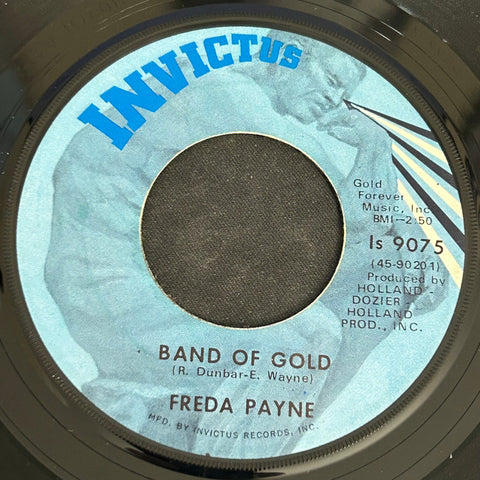 INVICTUS
Gold
Forever
Music, Inc.
BMI-2:50
Is 9075
(45-90201)
Produced by
HOLLAND
DOZIER
HOLLAND
PROD., INC.
BAND OF GOLD
(R. Dunbar-E. Wayne)
FREDA PAYNE
MFD. BY INVICTUS RECORDS, INC.